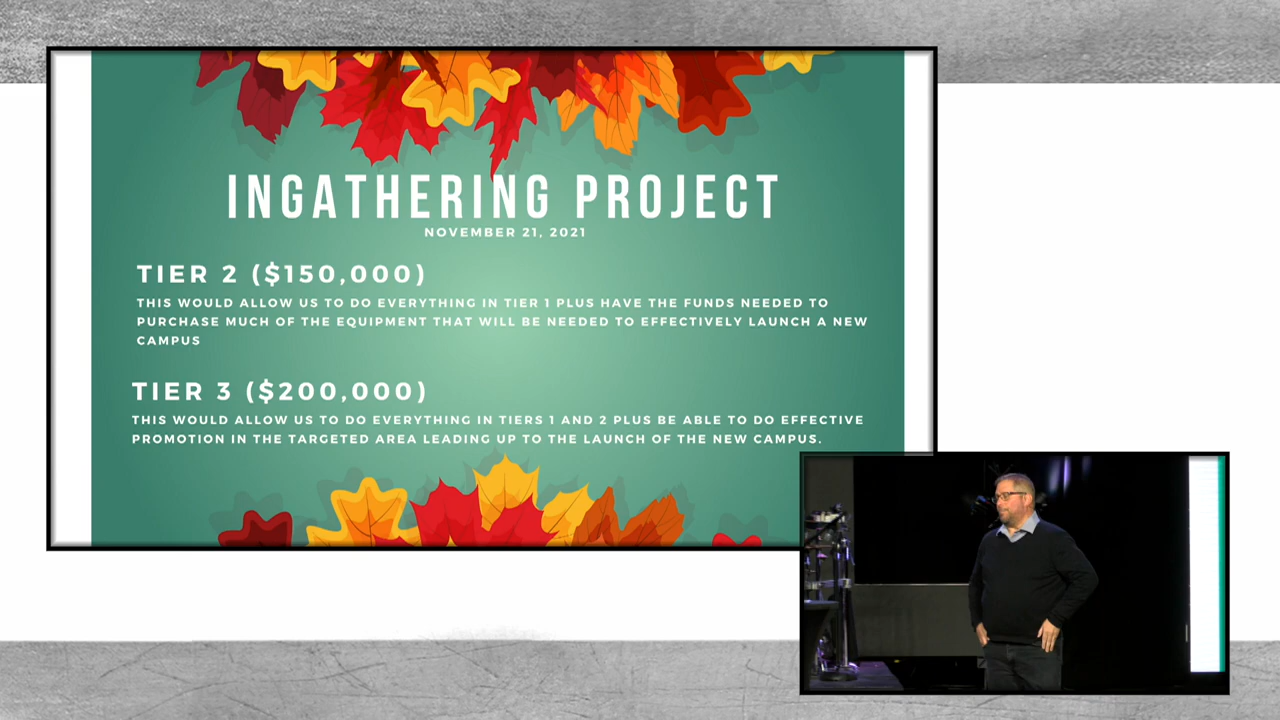 INGATHERING PROJECT
NOVEMBER 21, 2021
TIER 2 ($150,000)
THIS WOULD ALLOW US TO DO EVERYTHING IN TIER 1 PLUS HAVE THE FUNDS NEEDED TO
PURCHASE MUCH OF THE EQUIPMENT THAT WILL BE NEEDED TO EFFECTIVELY LAUNCH A NEW
CAMPUS
TIER 3 ($200,000)
THIS WOULD ALLOW US TO DO EVERYTHING IN TIERS 1 AND 2 PLUS BE ABLE TO DO EFFECTIVE
PROMOTION IN THE TARGETED AREA LEADING UP TO THE LAUNCH OF THE NEW CAMPUS.